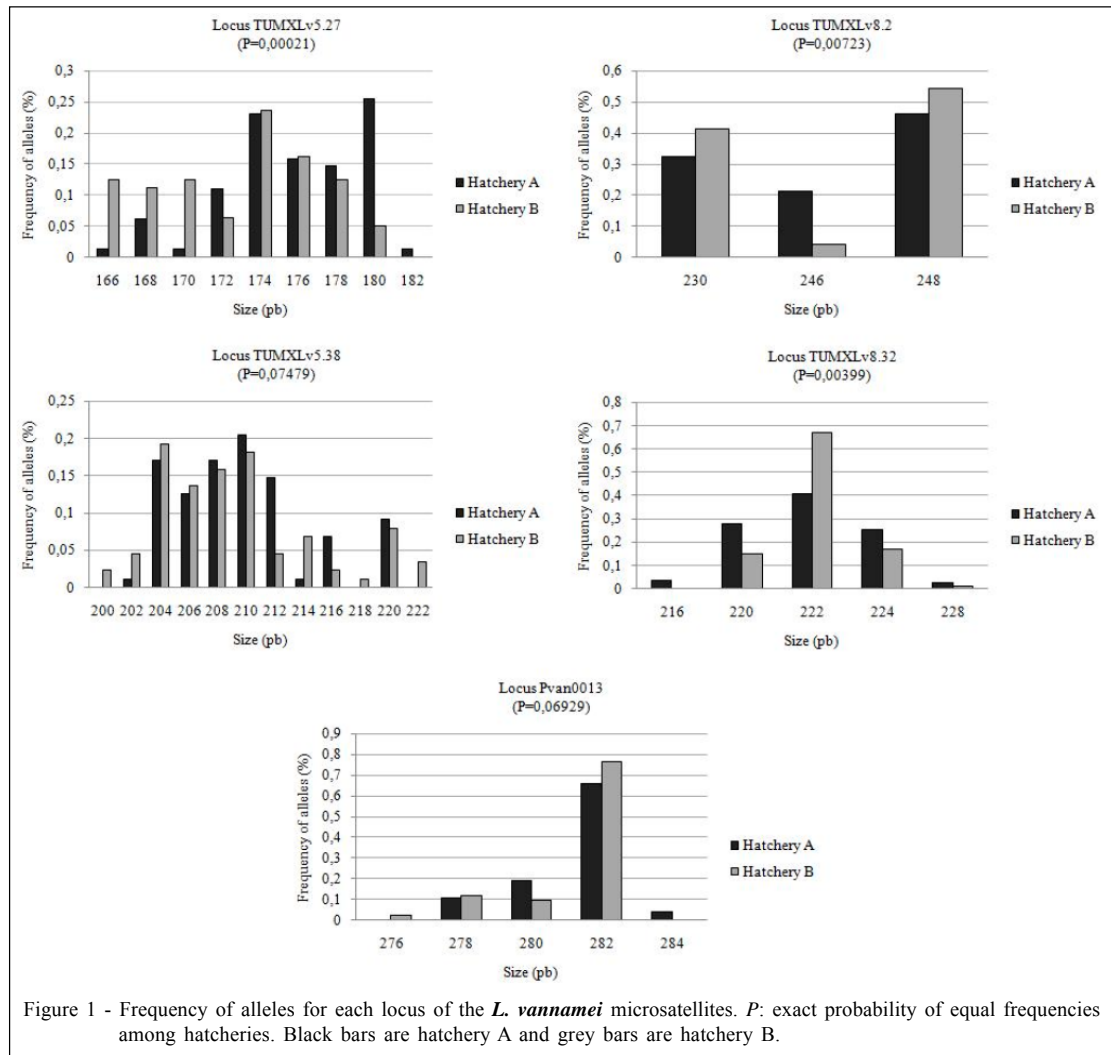 Locus TUMXLv5.27
(P=0,00021)
Frequency of alleles (%)
0,3
0,25
0,2
0,15
0,1
0,05
0
166 168 170 172 174 176 178 180 182
Size (pb)
Hatchery A
Hatchery B
Locus TUMXLv8.2
(P=0,00723)
Frequency of alleles (%)
0,6
0,5
0,4
0,3
0,2
0,1
0
230 246 248
Size (pb)
Hatchery A
Hatchery B
Locus TUMXLv5.38
(P=0,07479)
Frequency of alleles (%)
0,25
0,2
0,15
0,1
0,05
0
200 202 204 206 208 210 212 214 216 218 220 222
Size (pb)
Hatchery A
Hatchery B
Locus TUMXLv8.32
(P=0,00399)
Frequency of alleles (%)
0,8
0,7
0,6
0,5
0,4
0,3
0,2
0,1
0
216 220 222 224 228
Size (pb)
Hatchery A
Hatchery B
Locus Pvan0013
(P=0,06929)
Frequency of alleles (%)
0,9
0,8
0,7
0,6
0,5
0,4
0,3
0,2
0,1
0
276 278 280 282 284
Size (pb)
Hatchery A
Hatchery B
Figure 1 - Frequency of alleles for each locus of the L. vannamei microsatellites. P: exact probability of equal frequencies
among hatcheries. Black bars are hatchery A and grey bars are hatchery B.